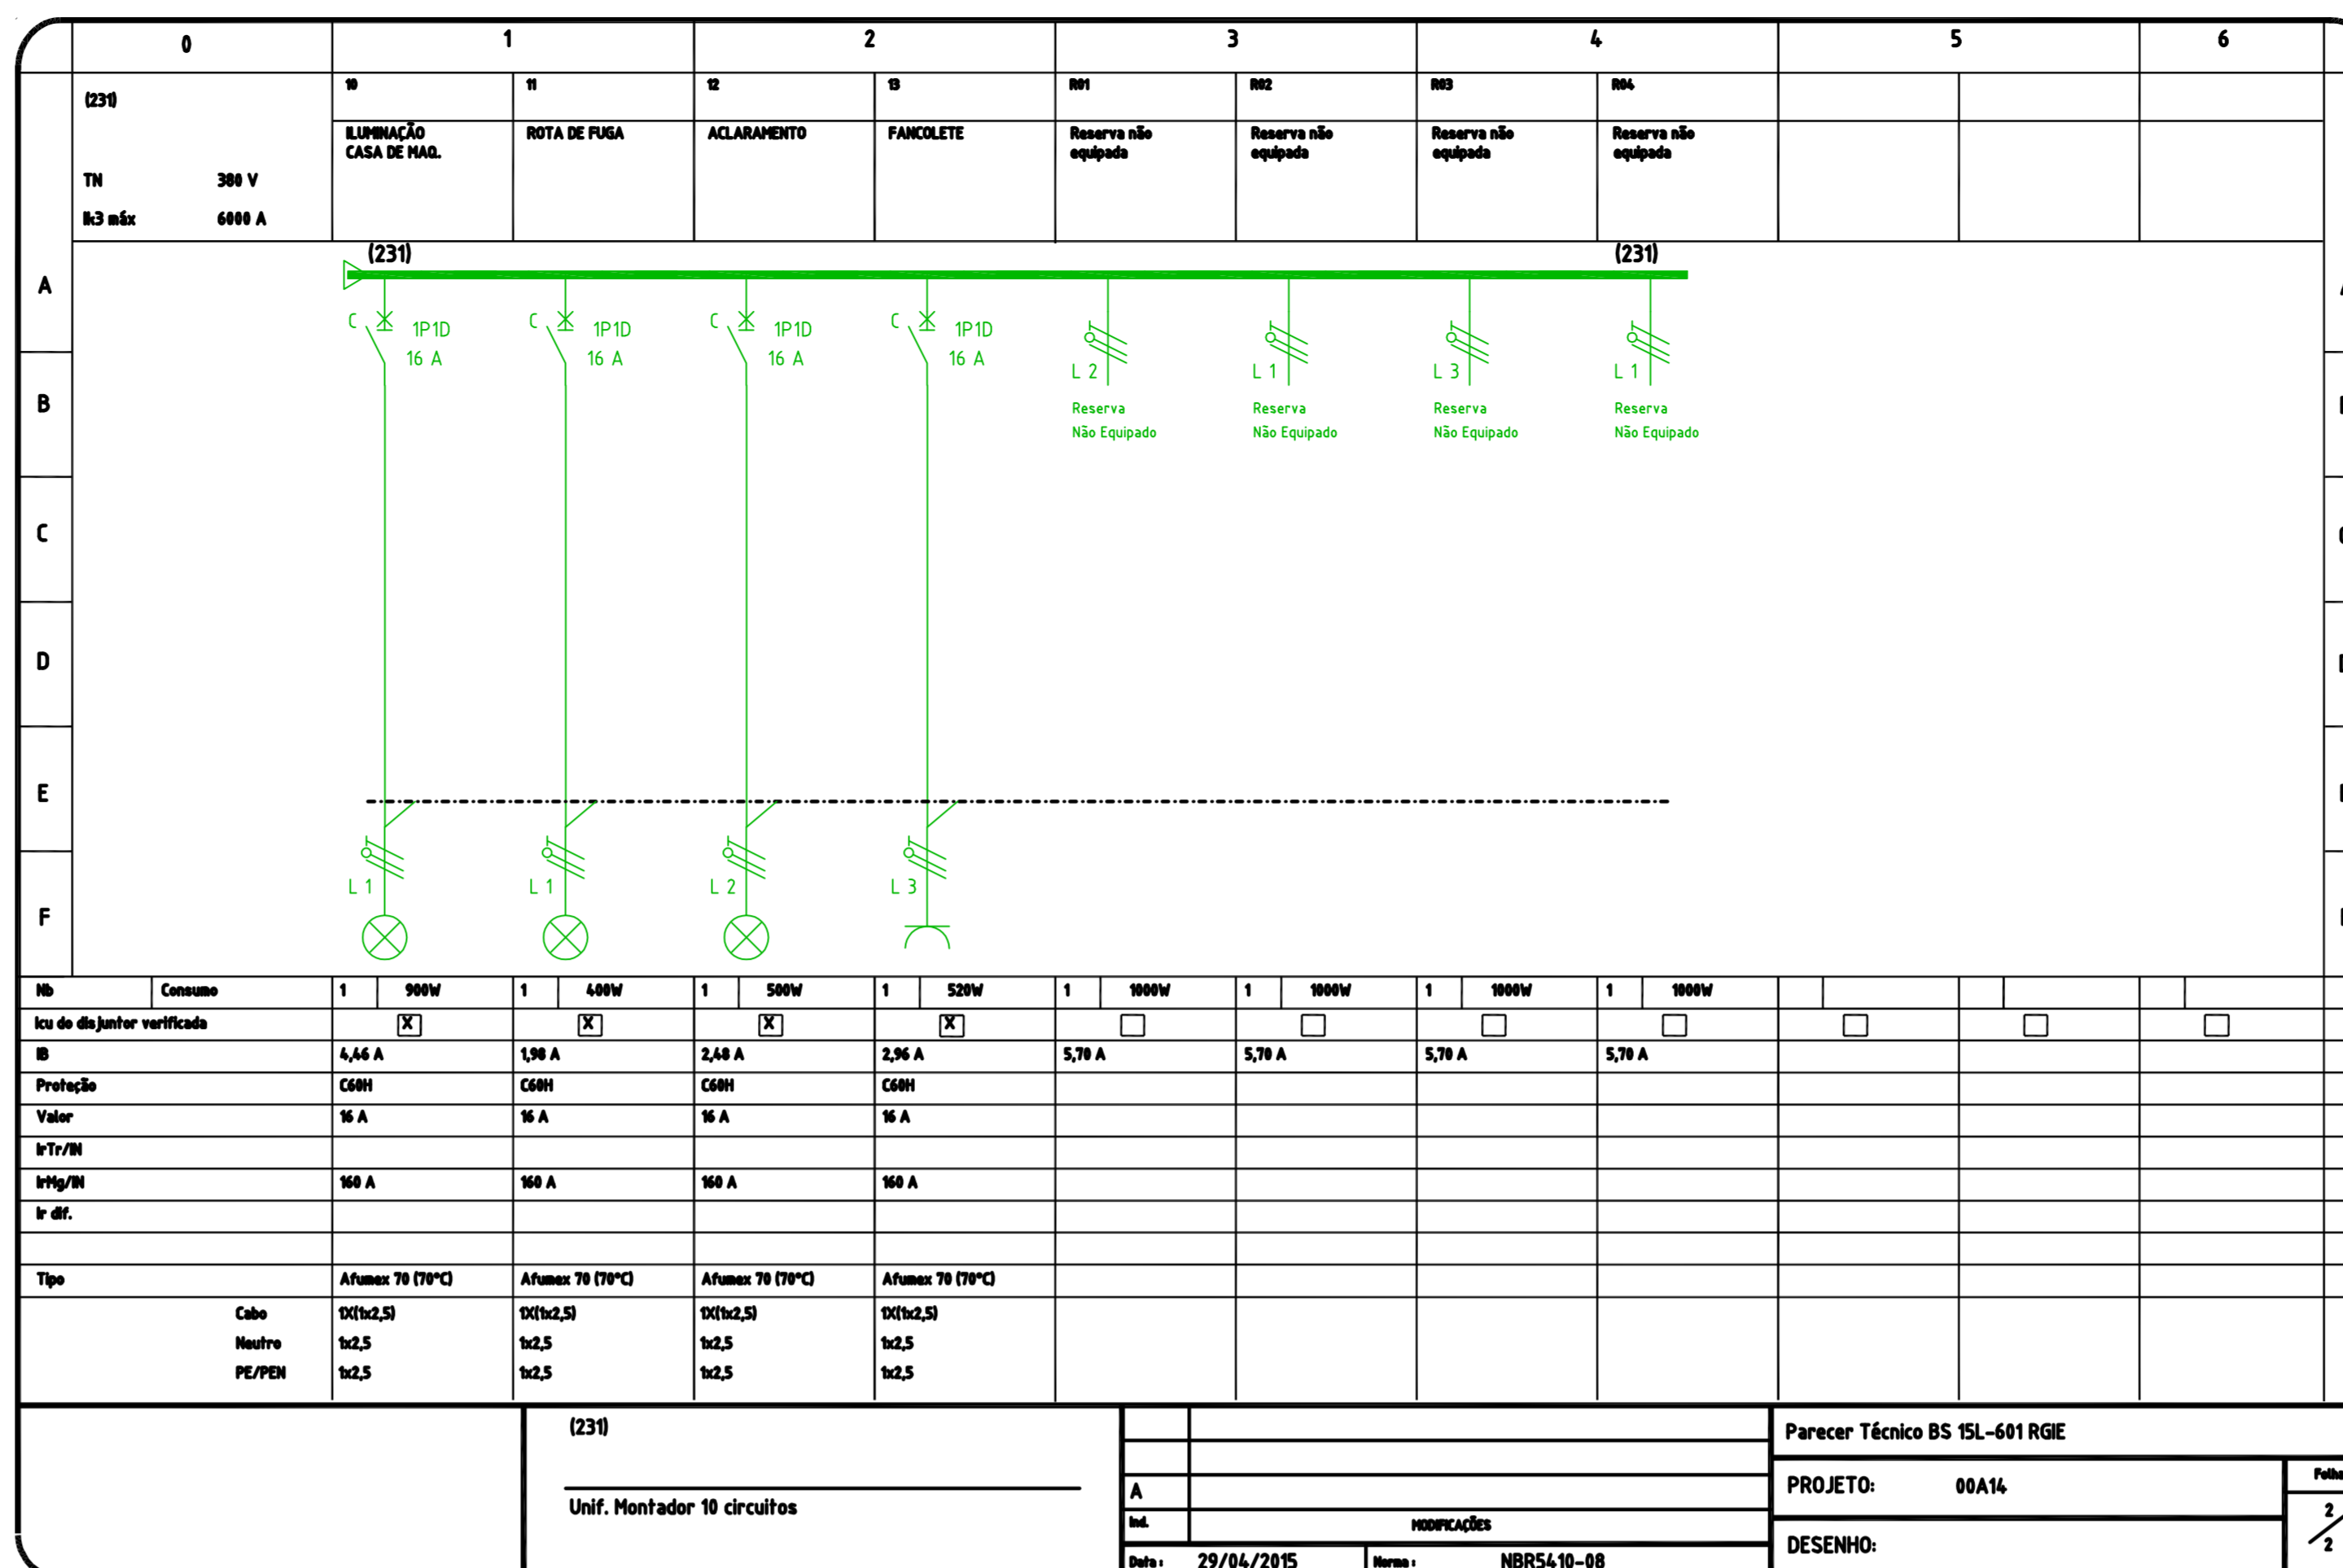 0 1 2 3 4 5 6
(231) 10 11 12 13 R01 R02 R03 R04
ILUMINAÇÃO ROTA DE FUGA ACLARAMENTO FANCOLETE Reserva não Reserva não Reserva não Reserva não
CASA DE MAQ. equipada equipada equipada equipada
TN 380 V
Ik3 máx 6000 A
(231) (231)
A
C 1P1D C 1P1D C 1P1D C 1P1D
16 A 16 A 16 A 16 A
L 2 L 1 L 3 L 1
B
Reserva Reserva Reserva Reserva
Não Equipado Não Equipado Não Equipado Não Equipado
C
D
E
L 1 L 1 L 2 L 3
F
Nb Consumo 1 900W 1 400W 1 500W 1 520W 1 1000W 1 1000W 1 1000W 1 1000W
Icu do disjuntor verificada X X X X
IB 4,46 A 1,98 A 2,48 A 2,96 A 5,70 A 5,70 A 5,70 A 5,70 A
Proteção C60H C60H C60H C60H
Valor 16 A 16 A 16 A 16 A
IrTr/IN
IrMg/IN 160 A 160 A 160 A 160 A
Ir dif.
Tipo Afumex 70 (70°C) Afumex 70 (70°C) Afumex 70 (70°C) Afumex 70 (70°C)
Cabo 1X(1x2,5) 1X(1x2,5) 1X(1x2,5) 1X(1x2,5)
Neutro 1x2,5 1x2,5 1x2,5 1x2,5
PE/PEN 1x2,5 1x2,5 1x2,5 1x2,5
(231)
Unif. Montador 10 circuitos
A
Ind. MODIFICAÇÕES
Data : 29/04/2015 Norma : NBR5410-08
Parecer Técnico BS 15L-601 RGIE
PROJETO: 00A14
Folha
2
2
DESENHO: